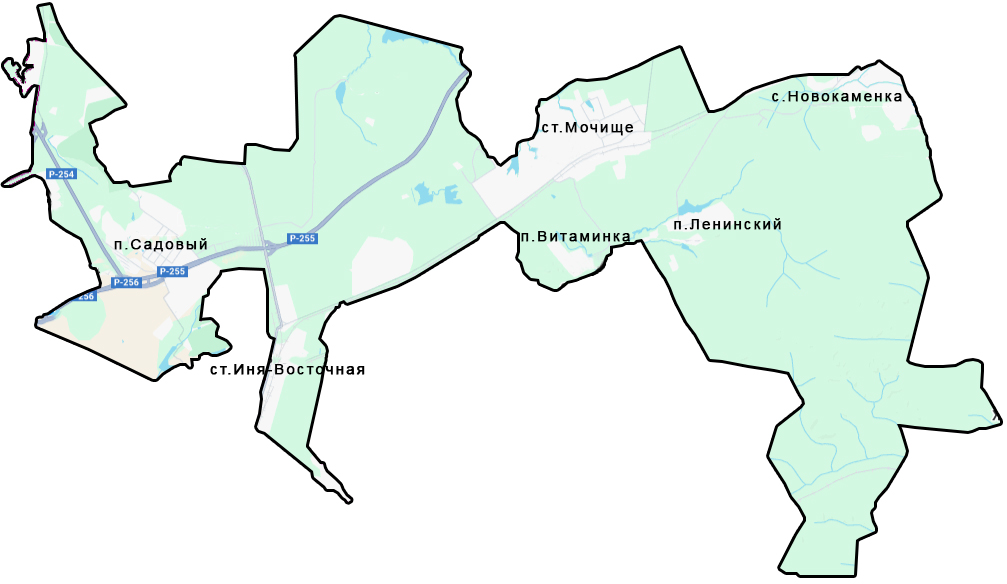 с.Новокаменка
ст.Мочище
Р-254
п.Ленинский
п.Витаминка
Р-255
п.Садовый
Р-255
Р-256
256
ст.Иня-Восточная